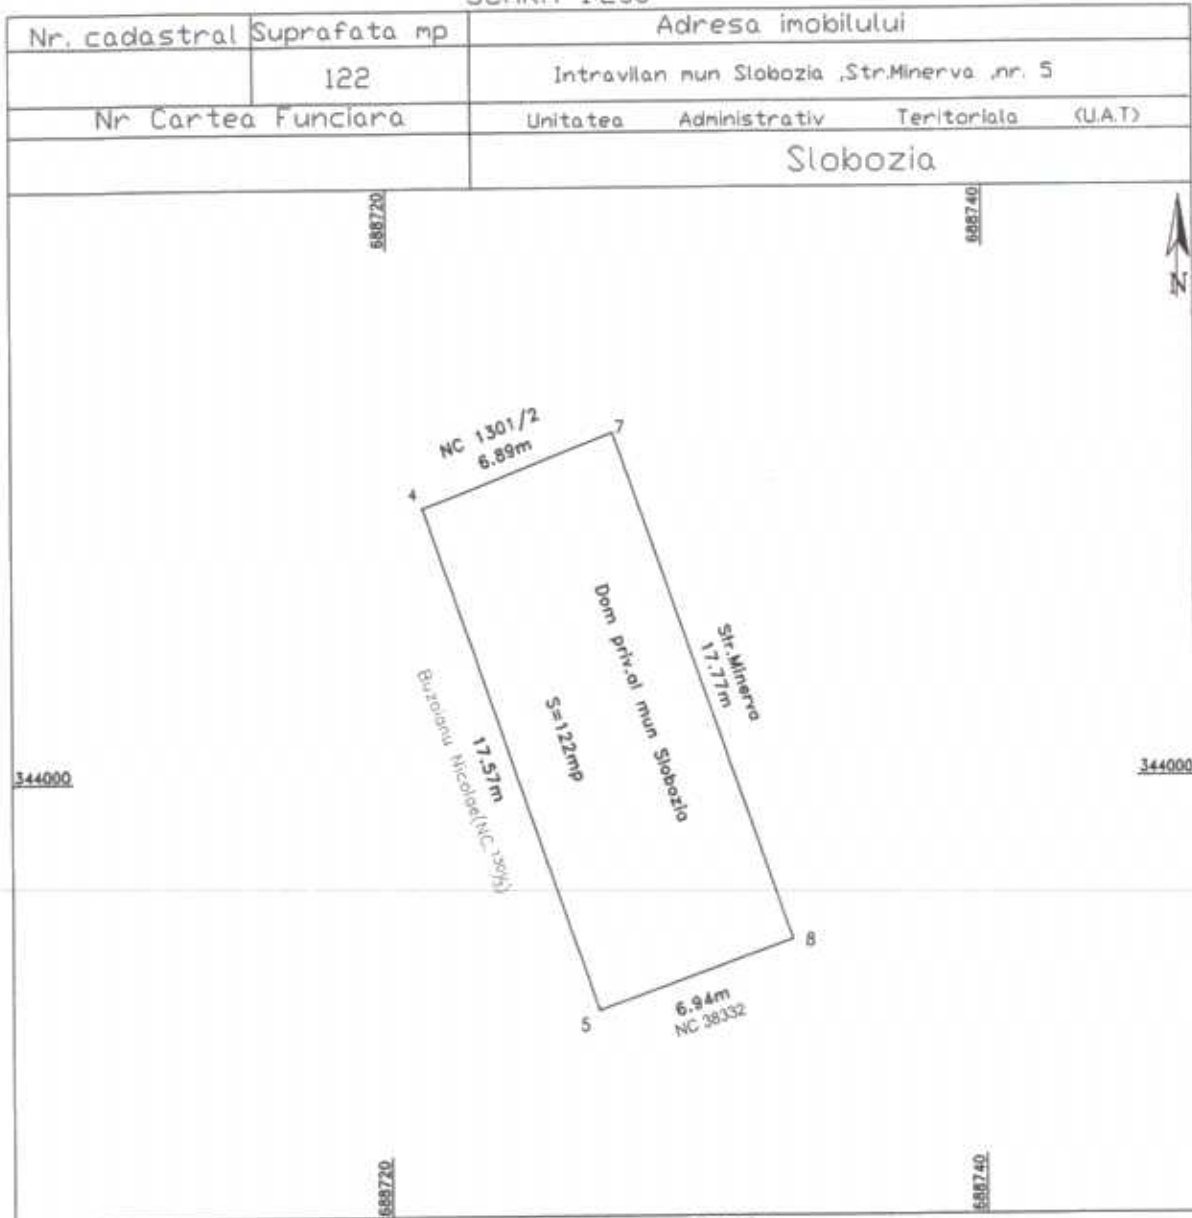 Nr. cadastral Suprafata mp Adresa imobilului
122 Intravilan mun Slobozia ,Str.Minerva ,nr. 5
Nr Cartea Funciara Unitatea Administrativ Teritoriala (U.A.T)
Slobozia
688720
688740
N
NC 1301/2
6.89m
7
4
Dom priv.al mun Slobozia
Str.Minerva
17.77m
S=122mp
17.57m
Buzoianu Nicolae
344000
344000
8
5
6.94m
NC 38332
688720
688740